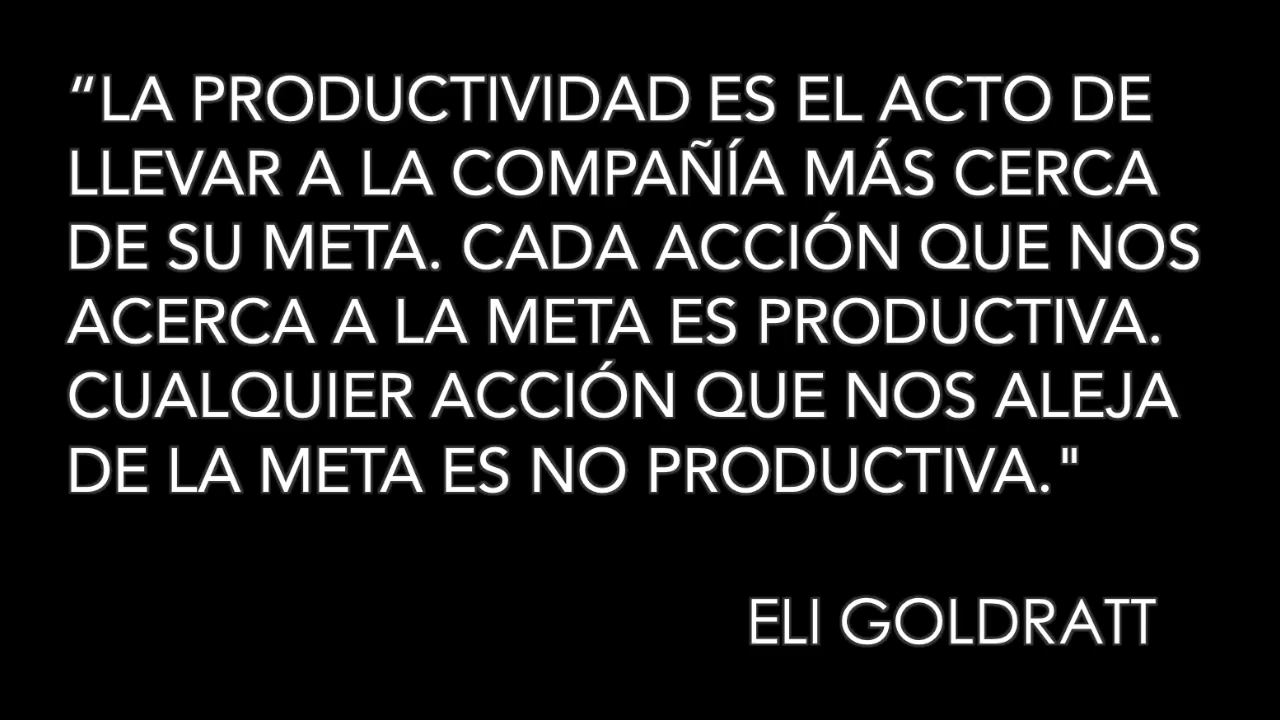 “LA PRODUCTIVIDAD ES EL ACTO DE
LLEVAR A LA COMPAÑÍA MÁS CERCA
DE SU META. CADA ACCIÓN QUE NOS
ACERCA A LA META ES PRODUCTIVA.
CUALQUIER ACCIÓN QUE NOS ALEJA
DE LA META ES NO PRODUCTIVA."
ELI GOLDRATT